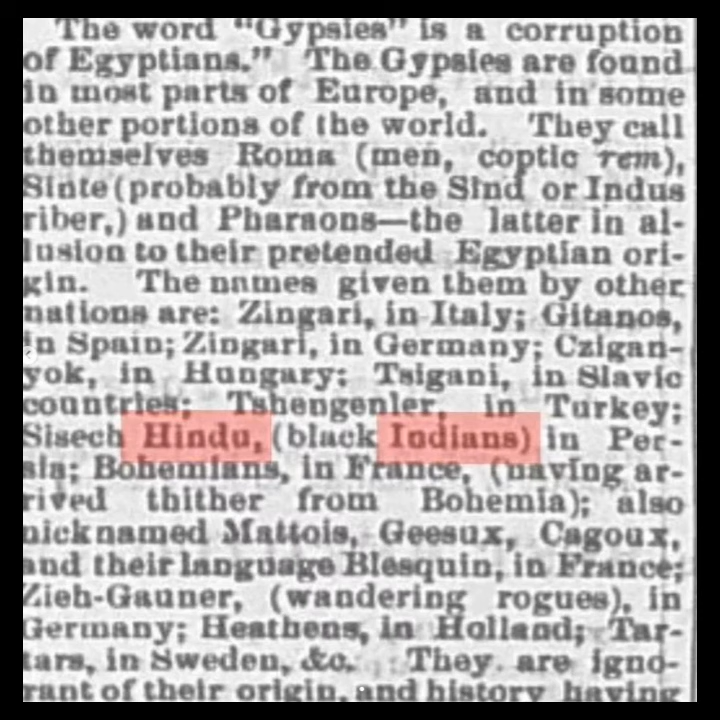 The word "Gypsies" is a corruption
of Egyptians." The Gypsies are found
in most parts of Europe, and in some
other portions of the world. They call
themselves Roma (men, coptic rem),
Sinte (probably from the Sind or Indus
riber,) and Pharaons—the latter in al-
lusion to their pretended Egyptian ori-
gin. The names given them by other
nations are: Zingari, in Italy; Gitanos,
in Spain; Zingari, in Germany; Czigan-
yok, in Hungary; Tsigani, in Slavic
countries; Tshengenler, in Turkey;
Sisech Hindu, (black Indians) in Per-
sia; Bohemians, in France, (having ar-
rived thither from Bohemia); also
nicknamed Mattois, Geesux, Cagoux,
and their language Blesquin, in France;
Zieh-Gauner, (wandering rogues), in
Germany; Heathens, in Holland; Tar-
tars, in Sweden, &c. They are igno-
rant of their origin, and history having